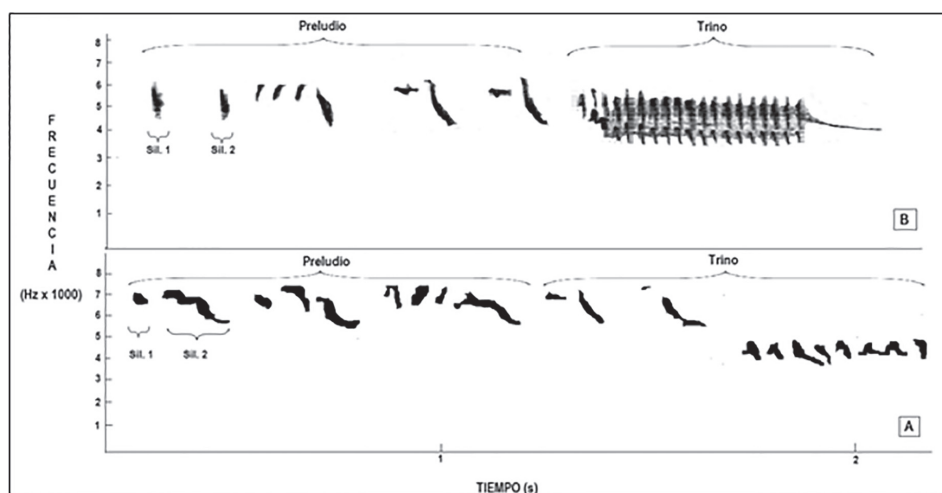 Preludio Trino
8
7
6
5
4
3
2
1
Sil. 1 Sil. 2
B
FRECUENCIA
(Hz x 1000)
Preludio Trino
8
7
6
5
4
3
2
1
Sil. 1 Sil. 2
A
1 2
TIEMPO (s)